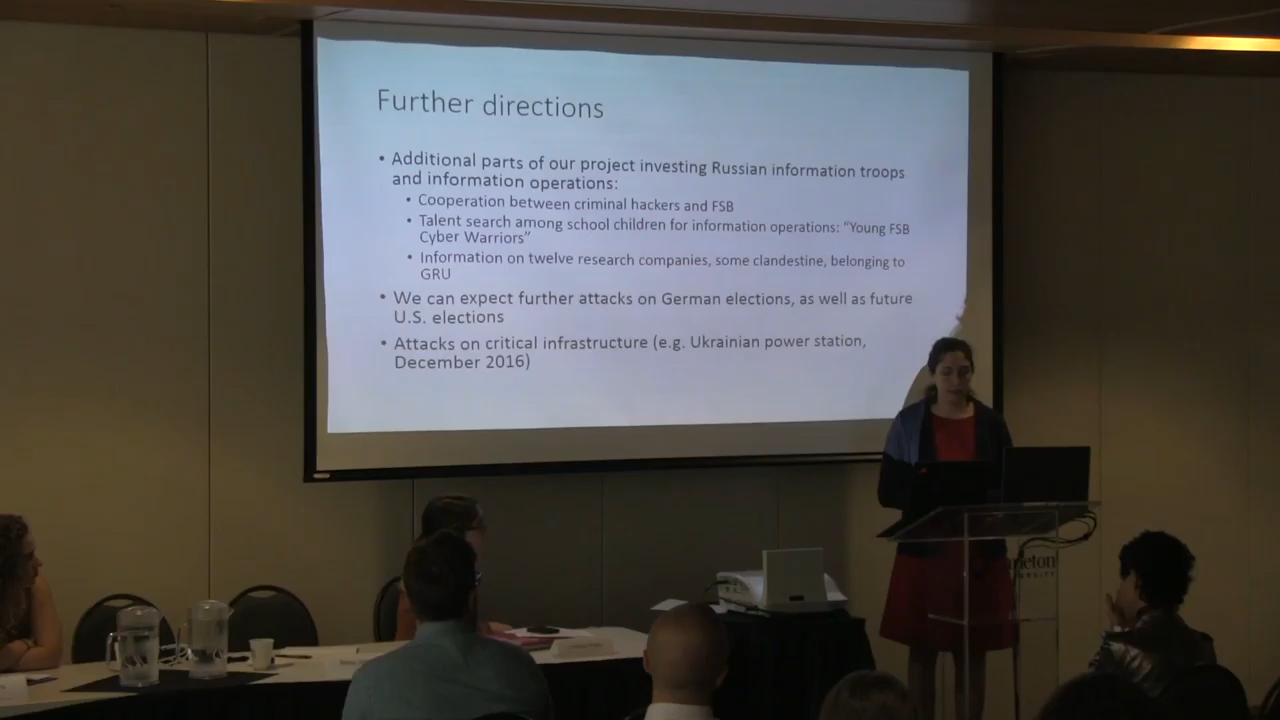 Further directions
• Additional parts of our project investing Russian information troops
and information operations:
• Cooperation between criminal hackers and FSB
• Talent search among school children for information operations: “Young FSB
Cyber Warriors”
• Information on twelve research companies, some clandestine, belonging to
GRU
• We can expect further attacks on German elections, as well as future
U.S. elections
• Attacks on critical infrastructure (e.g. Ukrainian power station,
December 2016)